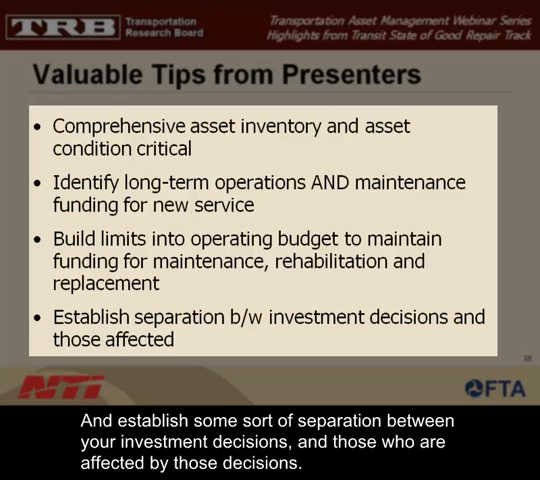 TRB
Transportation
Research Board
Transportation Asset Management Webinar Series
Highlights from Transit State of Good Repair Track
Valuable Tips from Presenters
• Comprehensive asset inventory and asset
condition critical
• Identify long-term operations AND maintenance
funding for new service
• Build limits into operating budget to maintain
funding for maintenance, rehabilitation and
replacement
• Establish separation b/w investment decisions and
those affected
NTI
FTA
And establish some sort of separation between
your investment decisions, and those who are
affected by those decisions.